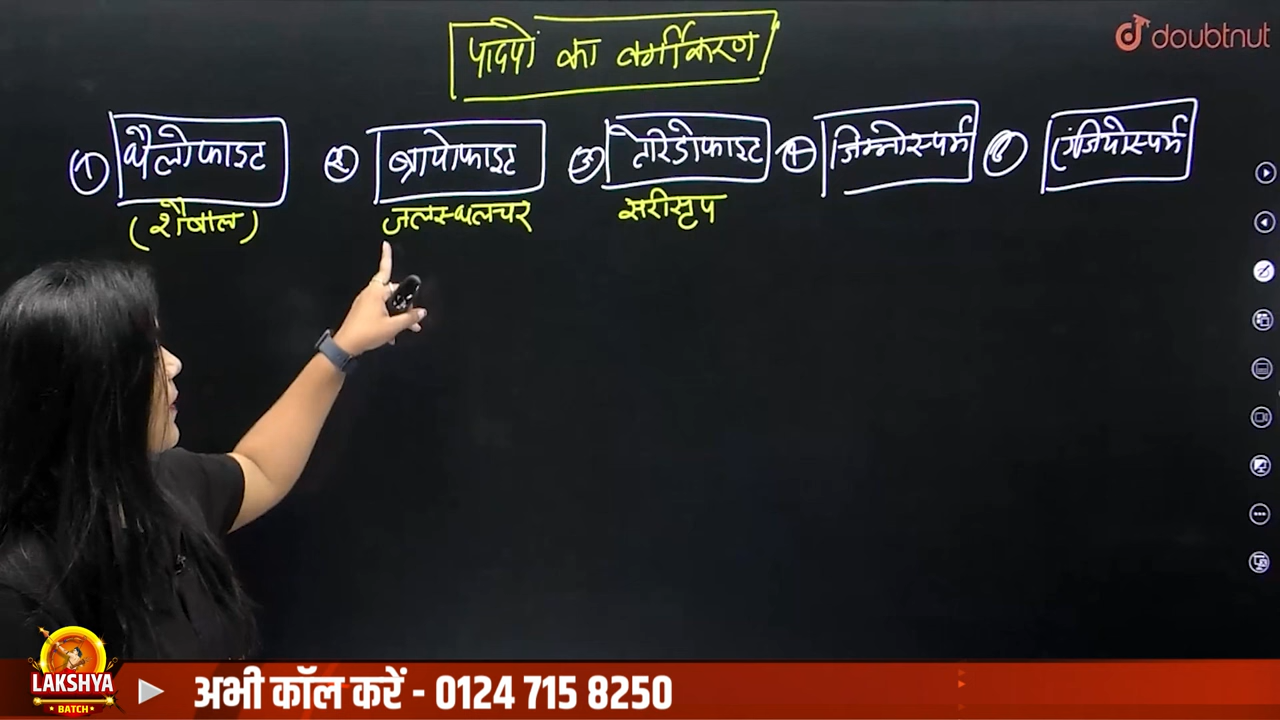 doubtnut
पादपों का वर्गीकरण
① थैलोफाइट ② ब्रायोफाइट ③ टेरिडोफाइट ④ जिम्नोस्पर्म ⑤ एंजियोस्पर्म
(शैवाल) जलस्थलचर सरीसृप
LAKSHYA
BATCH
अभी कॉल करें - 0124 715 8250